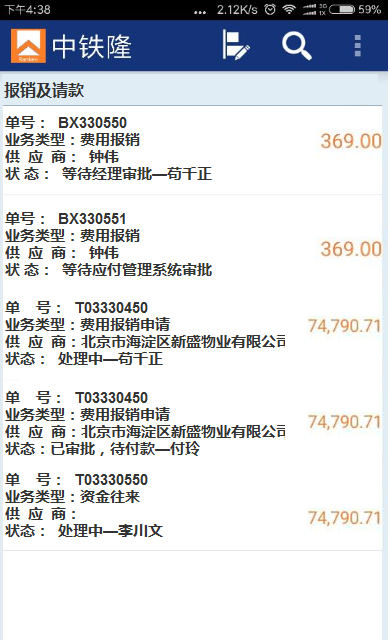 下午4:38 ... 2.12K/s 59%
中铁隆
报销及请款
单号： BX330550
业务类型：费用报销
369.00
供 应 商： 钟伟
状 态： 等待经理审批—苟千正
单号： BX330551
业务类型：费用报销
369.00
供 应 商： 钟伟
状 态： 等待应付管理系统审批
单 号： T03330450
业务类型：费用报销申请
74,790.71
供 应 商：北京市海淀区新盛物业有限公司
状态： 处理中—苟千正
单 号： T03330450
业务类型：费用报销申请
74,790.71
供 应 商：北京市海淀区新盛物业有限公司
状态：已审批，待付款—付玲
单 号： T03330550
业务类型：资金往来
供 应 商：
74,790.71
状态： 处理中—李川文